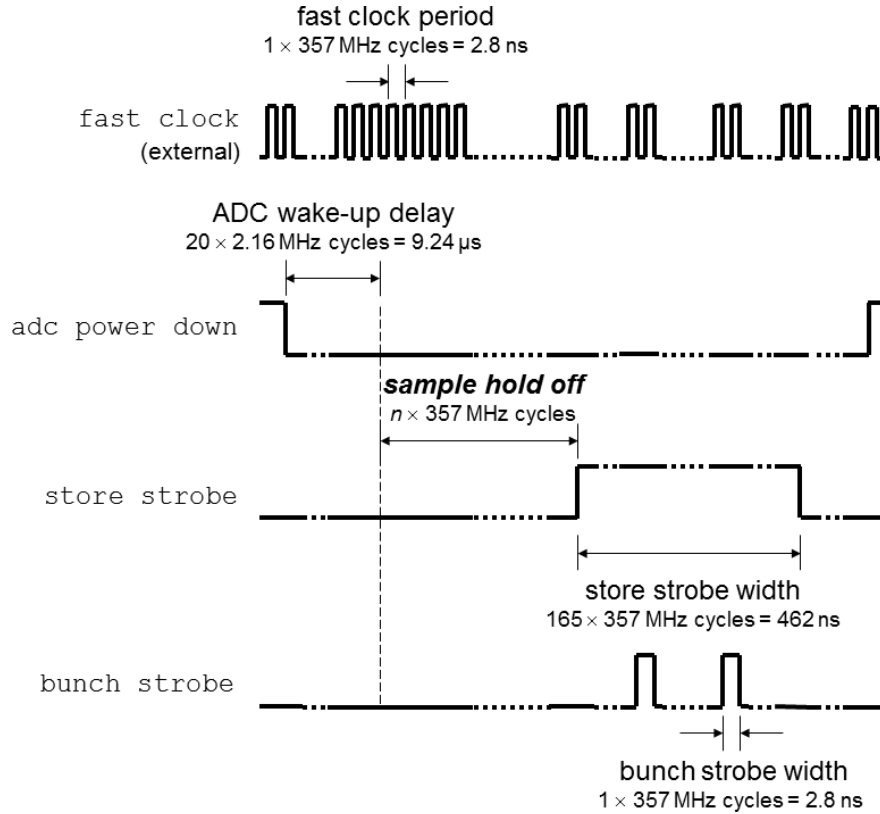 fast clock period
1 × 357 MHz cycles = 2.8 ns
fast clock
(external)
ADC wake-up delay
20 × 2.16 MHz cycles = 9.24 µs
adc power down
sample hold off
n × 357 MHz cycles
store strobe
store strobe width
165 × 357 MHz cycles = 462 ns
bunch strobe
bunch strobe width
1 × 357 MHz cycles = 2.8 ns